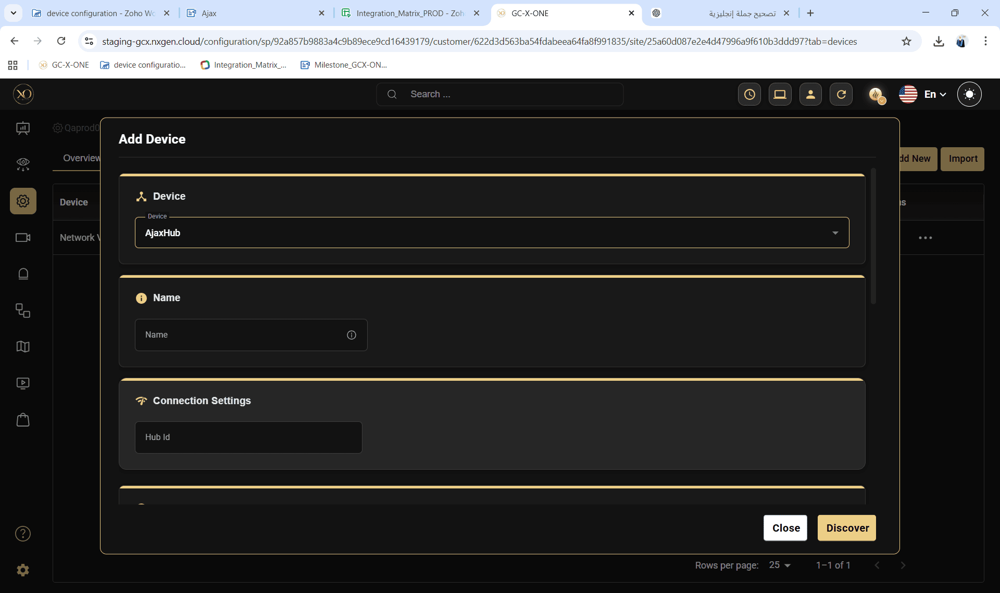 device configuration - Zoho Wo
Ajax
Integration_Matrix_PROD - Zoh
GC-X-ONE
تصحيح جملة إنجليزية
staging-gcx.nxgen.cloud/configuration/sp/92a857b9883a4c9b89ece9cd16439179/customer/622d3d563ba54fdabeea64fa8f991835/site/25a60d087e2e4d47996a9f610b3ddd97?tab=devices
GC-X-ONE
device configuratio...
Integration_Matrix_...
Milestone_GCX-ON...
XO
Search ...
En
Qaprod0
Add Device
Overview
dd New
Import
Device
Device
Device
AjaxHub
s
Network V
Name
Name
Connection Settings
Hub Id
Close
Discover
Rows per page: 25
1–1 of 1